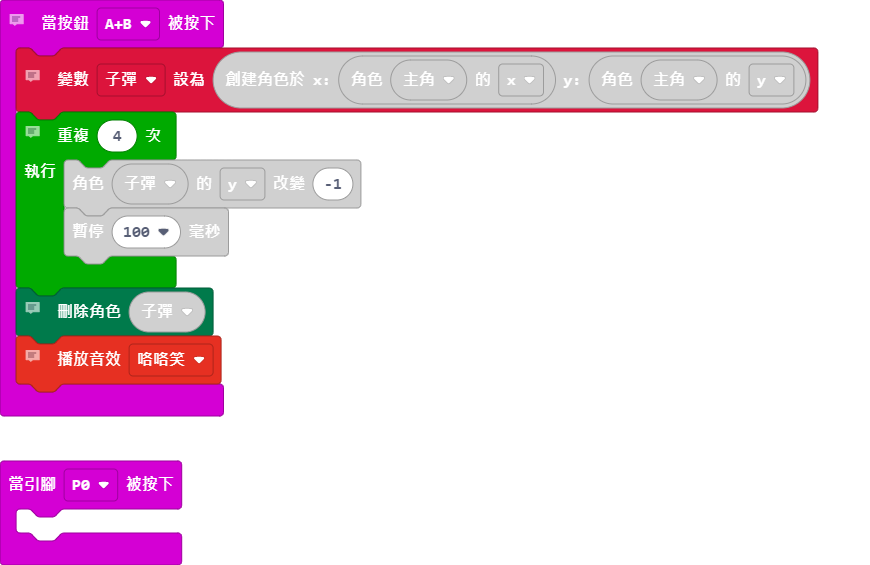 當按鈕 A+B 被按下
變數 子彈 設為 創建角色於 x: 角色 主角 的 x y: 角色 主角 的 y
重複 4 次
執行
角色 子彈 的 y 改變 -1
暫停 100 毫秒
刪除角色 子彈
播放音效 咯咯笑
當引腳 P0 被按下